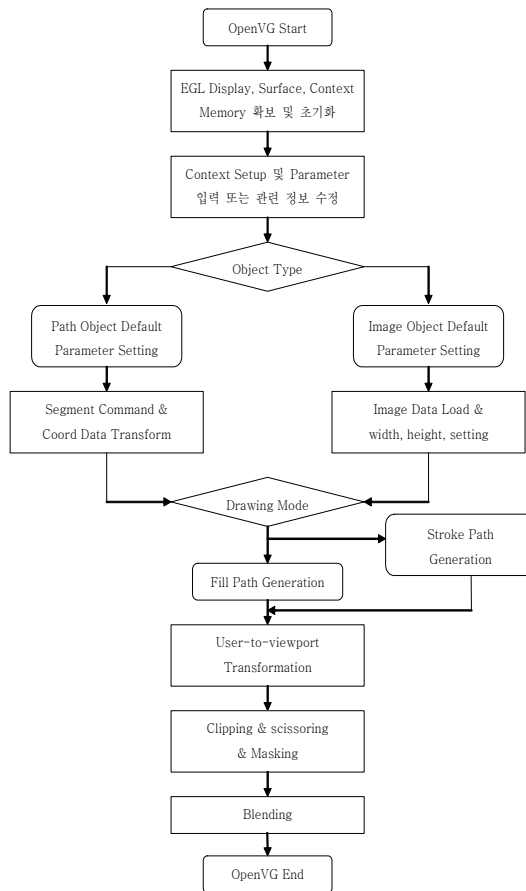 OpenVG Start
EGL Display, Surface, Context
Memory 확보 및 초기화
Context Setup 및 Parameter
입력 또는 관련 정보 수정
Object Type
Path Object Default
Parameter Setting
Image Object Default
Parameter Setting
Segment Command &
Coord Data Transform
Image Data Load &
width, height, setting
Drawing Mode
Stroke Path
Generation
Fill Path Generation
User-to-viewport
Transformation
Clipping & scissoring
& Masking
Blending
OpenVG End